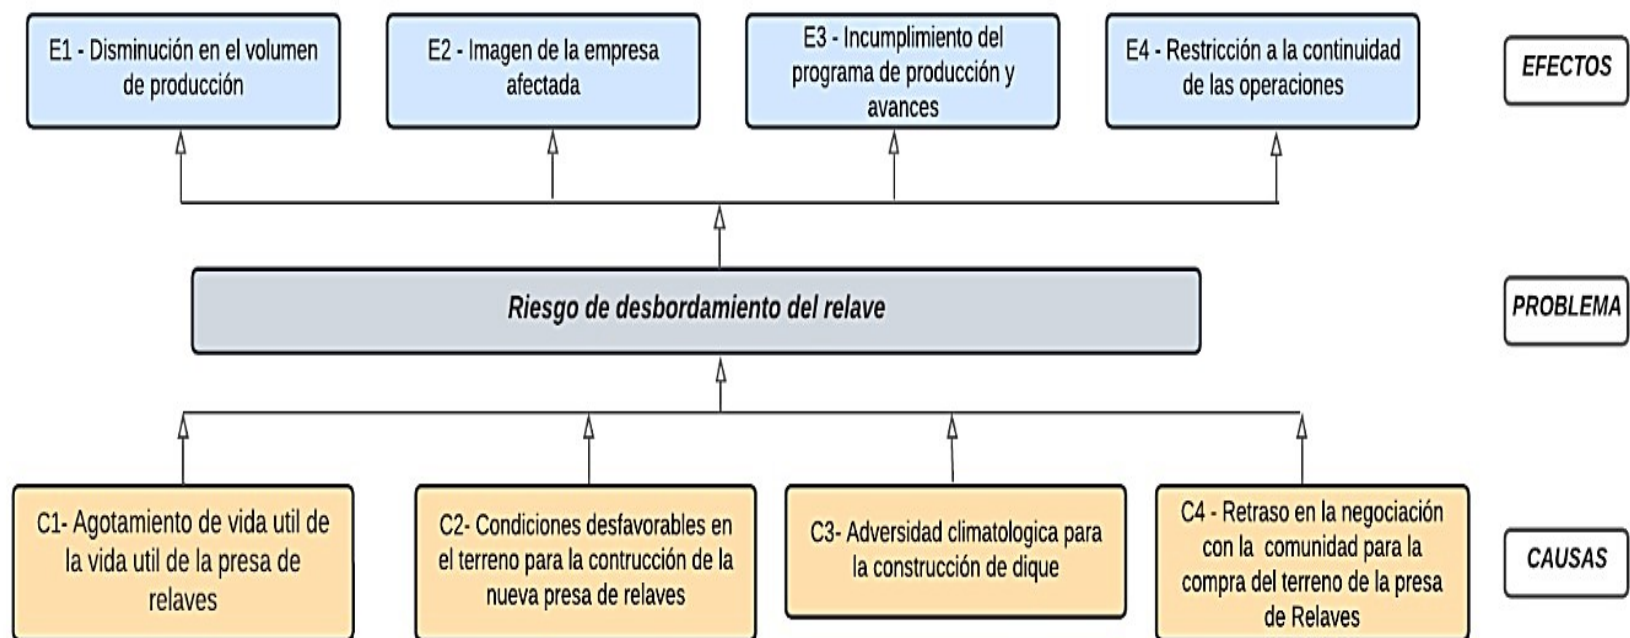 E1 - Disminución en el volumen
de producción
E2 - Imagen de la empresa
afectada
E3 - Incumplimiento del
programa de producción y
avances
E4 - Restricción a la continuidad
de las operaciones
EFECTOS
Riesgo de desbordamiento del relave
PROBLEMA
C1- Agotamiento de vida util de
la vida util de la presa de
relaves
C2- Condiciones desfavorables en
el terreno para la contrucción de la
nueva presa de relaves
C3- Adversidad climatologica para
la construcción de dique
C4 - Retraso en la negociación
con la comunidad para la
compra del terreno de la presa
de Relaves
CAUSAS